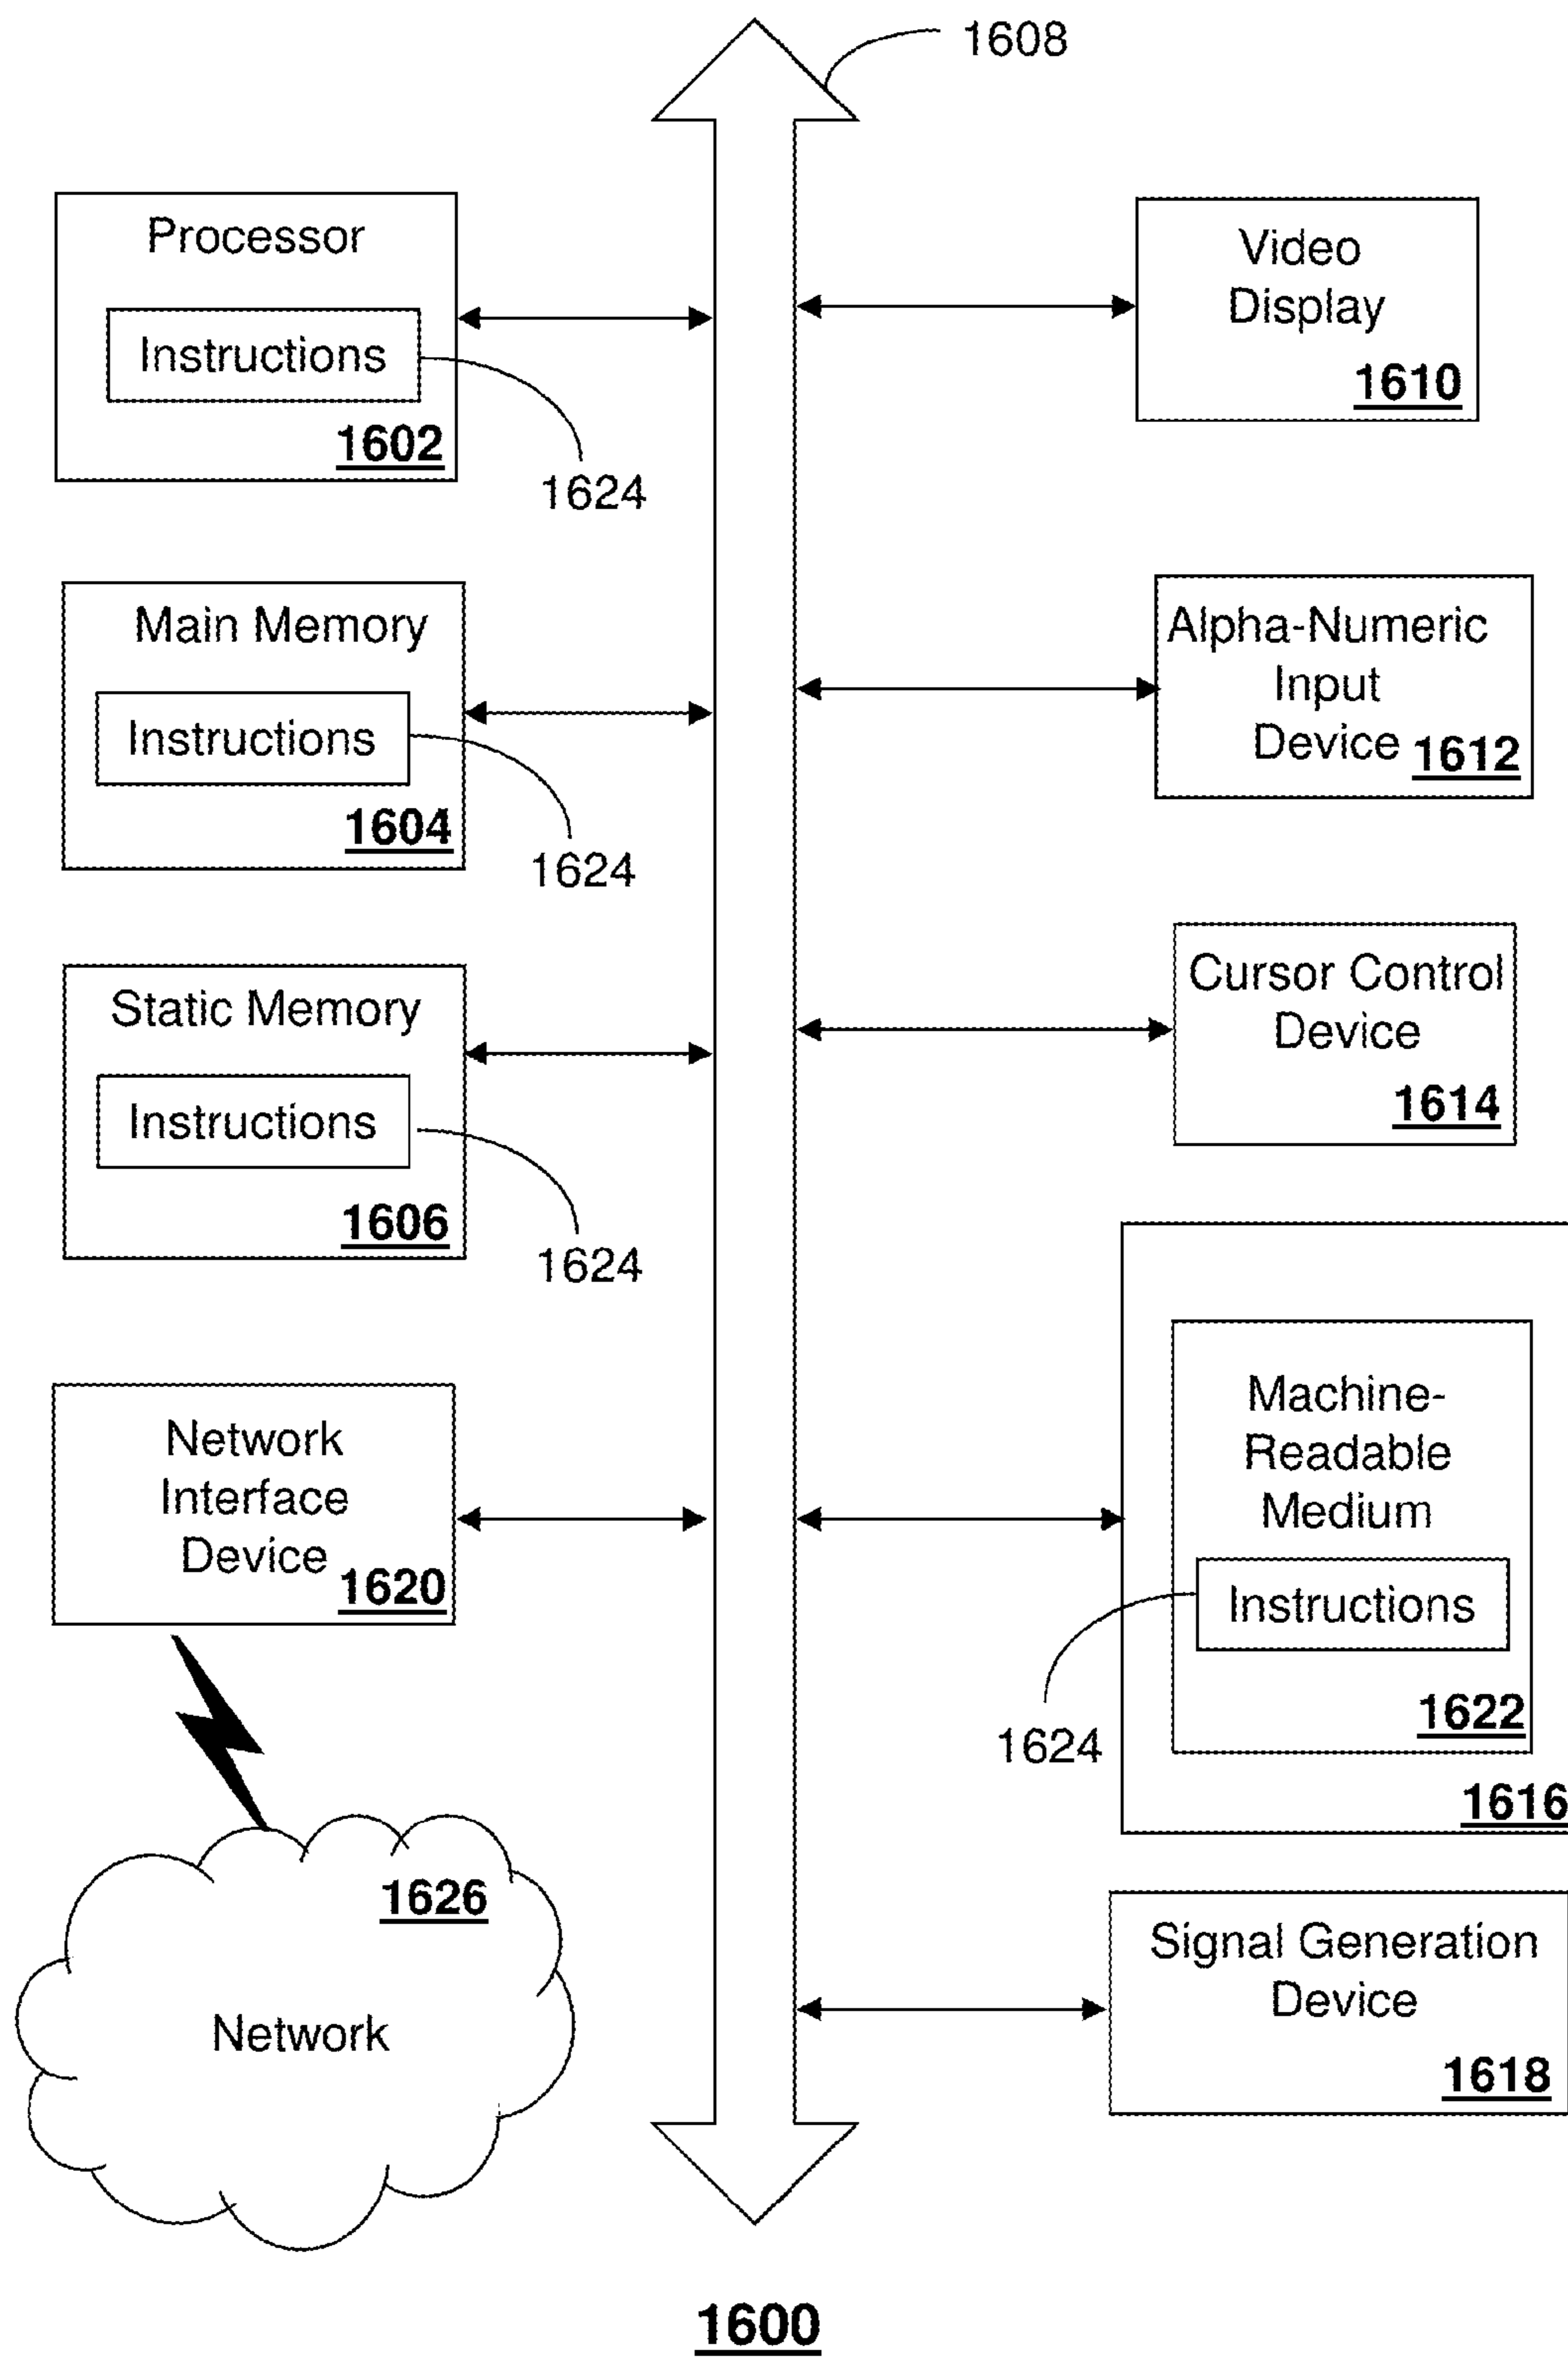 1608
Processor
Instructions
1602
1624
Main Memory
Instructions
1604
1624
Static Memory
Instructions
1606
1624
Network
Interface
Device
1620
1626
Network
Video
Display
1610
Alpha-Numeric
Input
Device 1612
Cursor Control
Device
1614
Machine-
Readable
Medium
Instructions
1622
1624
1616
Signal Generation
Device
1618
1600